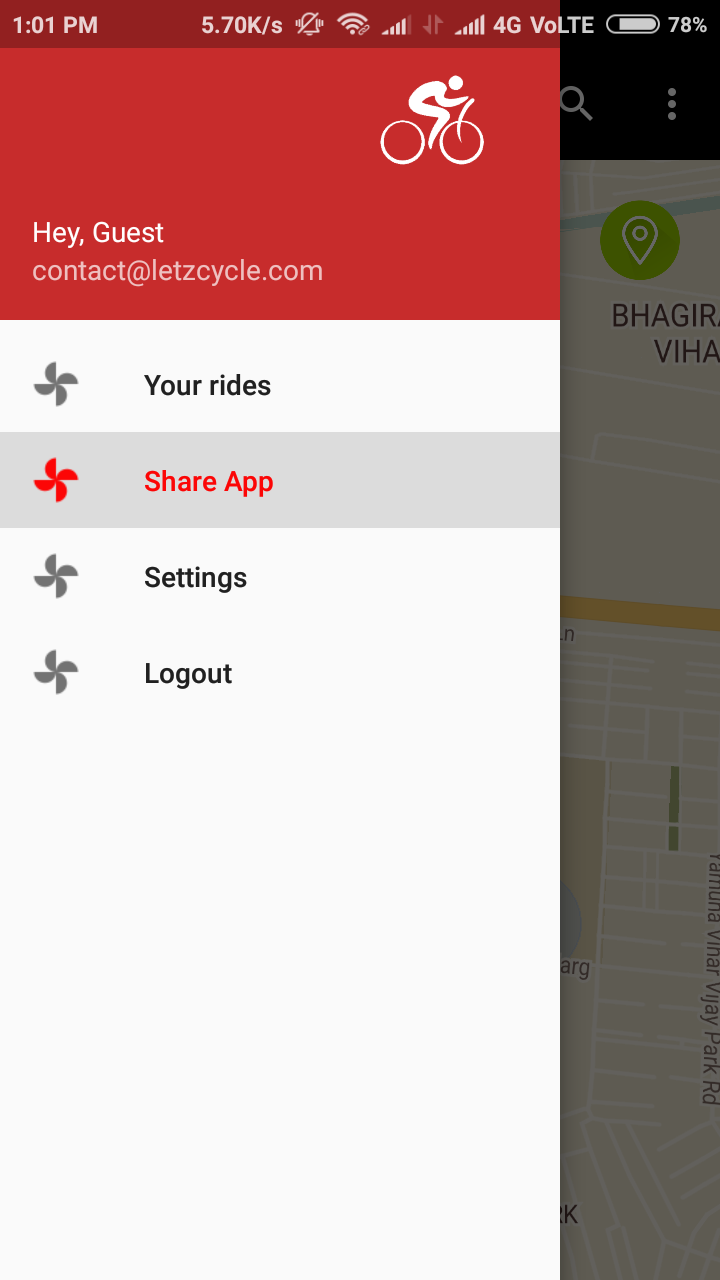 1:01 PM 5.70K/s 4G VoLTE 78%
Hey, Guest
contact@letzcycle.com
Your rides
Share App
Settings
Logout
BHAGIRA
VIHA
Ln
arg
Yamuna Vihar Vijay Park Rd
RK